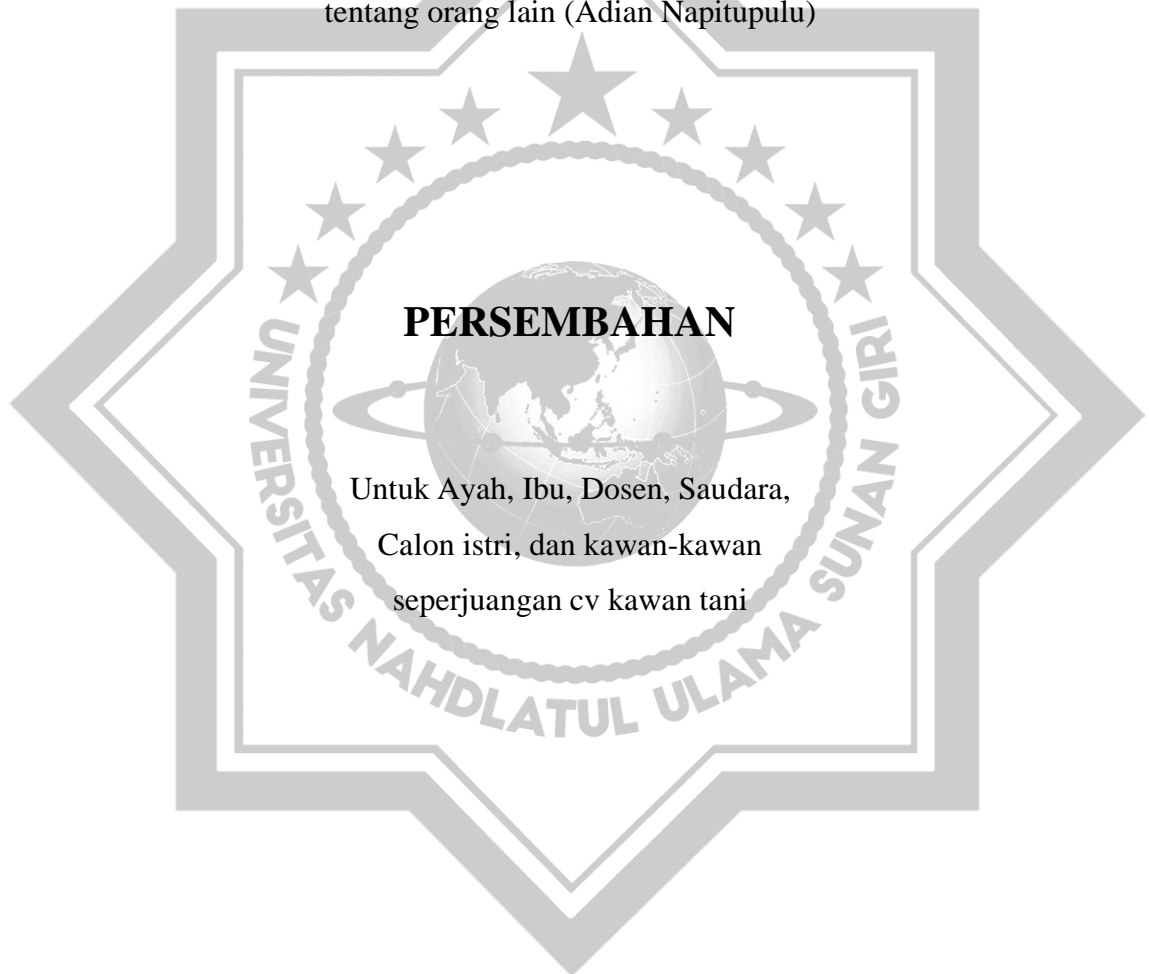 tentang orang lain (Adian Napitupulu)
PERSEMBAHAN
Untuk Ayah, Ibu, Dosen, Saudara,
Calon istri, dan kawan-kawan
seperjuangan cv kawan tani
UNIVERSITAS NAHDLATUL ULAMA SUNAN GIRI